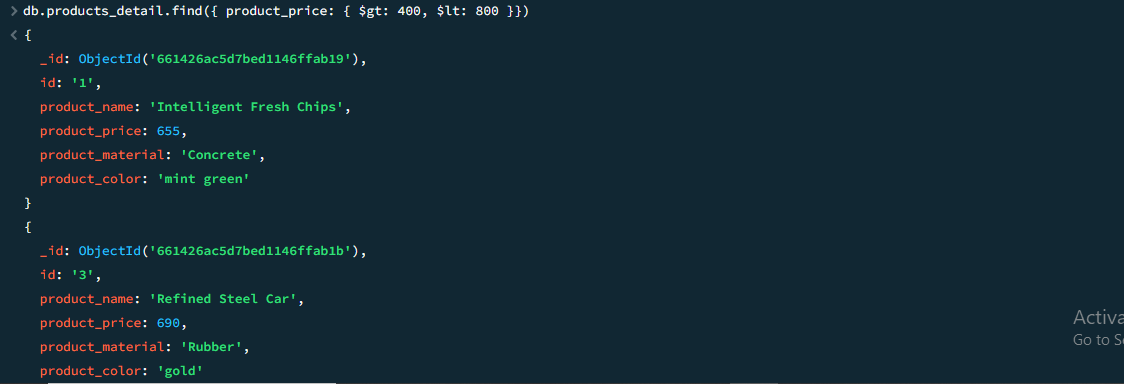 > db.products_detail.find({ product_price: { $gt: 400, $lt: 800 }})
< {
_id: ObjectId('661426ac5d7bed1146ffab19'),
id: '1',
product_name: 'Intelligent Fresh Chips',
product_price: 655,
product_material: 'Concrete',
product_color: 'mint green'
}
{
_id: ObjectId('661426ac5d7bed1146ffab1b'),
id: '3',
product_name: 'Refined Steel Car',
product_price: 690,
product_material: 'Rubber',
product_color: 'gold'
Activa
Go to S